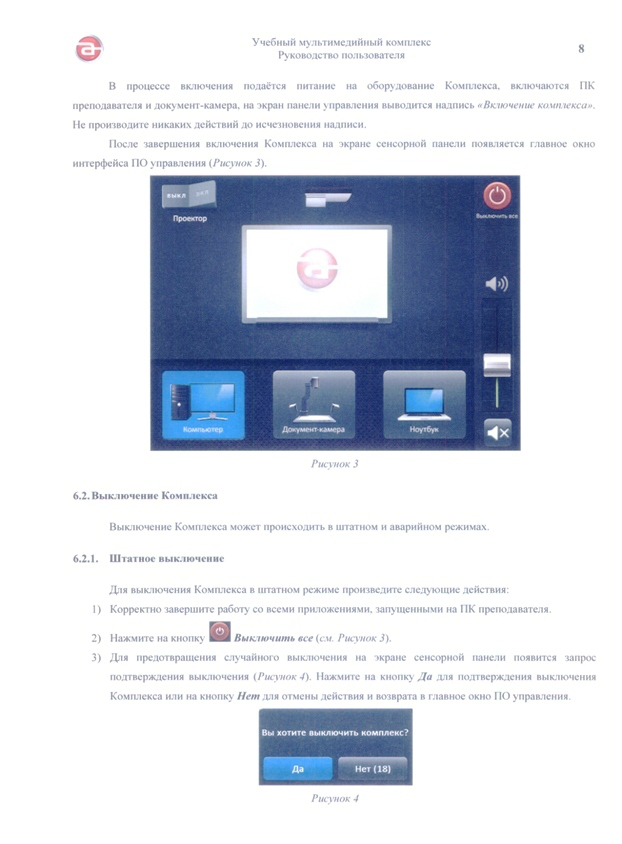 Учебный мультимедийный комплекс
Руководство пользователя
8
В процессе включения подаётся питание на оборудование Комплекса, включаются ПК
преподавателя и документ-камера, на экран панели управления выводится надпись «Включение комплекса».
Не производите никаких действий до исчезновения надписи.
После завершения включения Комплекса на экране сенсорной панели появляется главное окно
интерфейса ПО управления (Рисунок 3).
выкл вкл
Проектор
Выключить все
Компьютер
Документ-камера
Ноутбук
Рисунок 3
6.2. Выключение Комплекса
Выключение Комплекса может происходить в штатном и аварийном режимах.
6.2.1. Штатное выключение
Для выключения Комплекса в штатном режиме произведите следующие действия:
1) Корректно завершите работу со всеми приложениями, запущенными на ПК преподавателя.
2) Нажмите на кнопку Выключить все (см. Рисунок 3).
3) Для предотвращения случайного выключения на экране сенсорной панели появится запрос
подтверждения выключения (Рисунок 4). Нажмите на кнопку Да для подтверждения выключения
Комплекса или на кнопку Нет для отмены действия и возврата в главное окно ПО управления.
Вы хотите выключить комплекс?
Да
Нет (18)
Рисунок 4